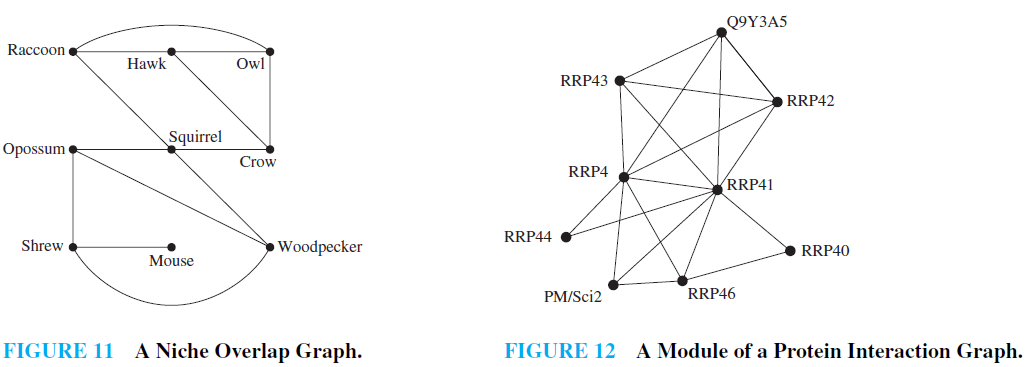 Raccoon
Hawk
Owl
Squirrel
Opossum
Crow
Shrew
Mouse
Woodpecker
FIGURE 11 A Niche Overlap Graph.
Q9Y3A5
RRP43
RRP42
RRP4
RRP41
RRP44
RRP40
PM/Sci2
RRP46
FIGURE 12 A Module of a Protein Interaction Graph.